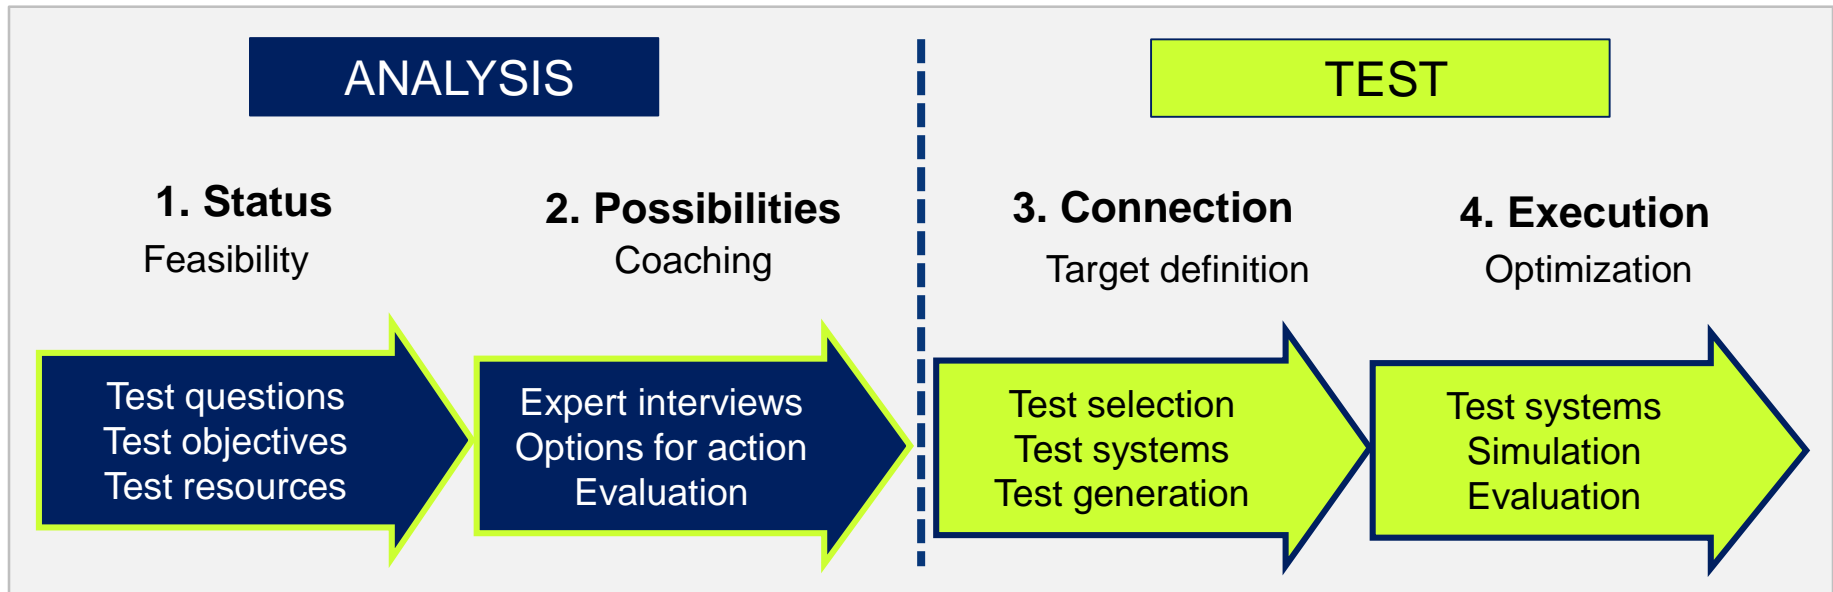 ANALYSIS
TEST
1. Status
Feasibility
2. Possibilities
Coaching
3. Connection
Target definition
4. Execution
Optimization
Test questions
Test objectives
Test resources
Expert interviews
Options for action
Evaluation
Test selection
Test systems
Test generation
Test systems
Simulation
Evaluation